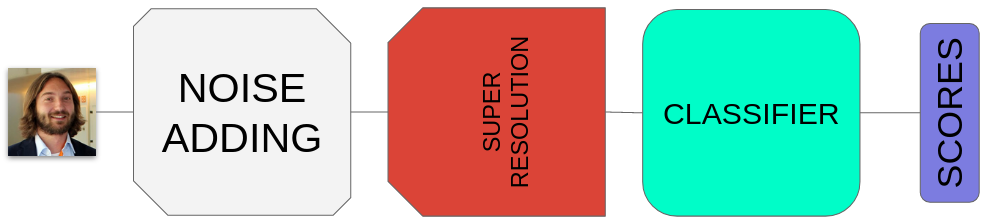 NOISE
ADDING
SUPER
RESOLUTION
CLASSIFIER
SCORES